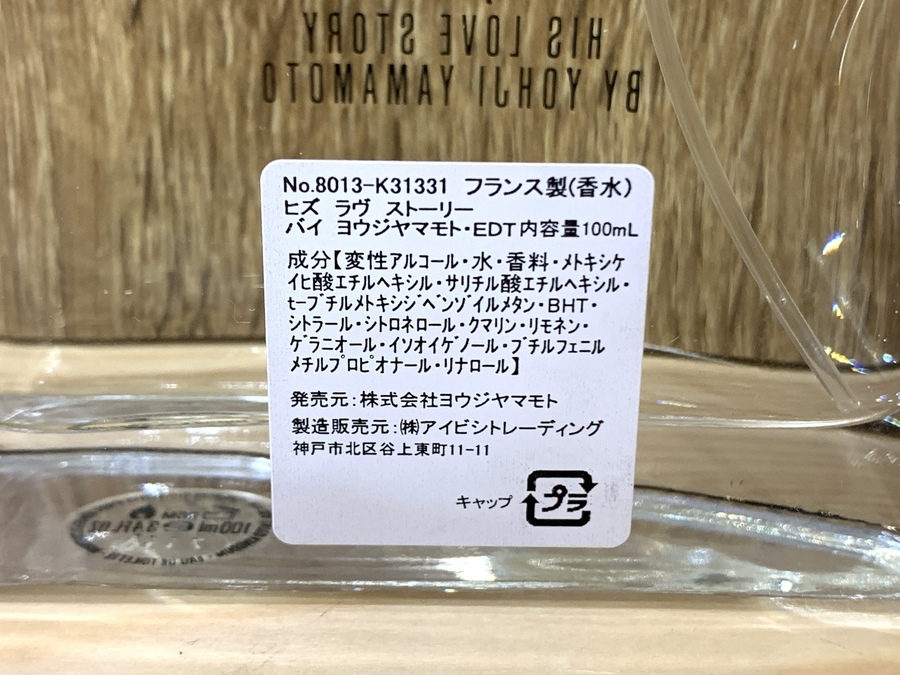 HIS LOVE STORY
BY YOHJI YAMAMOTO
No.8013-K31331 フランス製(香水)
ヒズ ラヴ ストーリー
バイ ヨウジヤマモト・EDT内容量100mL
成分【変性アルコール・水・香料・メトキシケ
イヒ酸エチルヘキシル・サリチル酸エチルヘキシル・
t-ブチルメトキシジベンゾイルメタン・BHT・
シトラール・シトロネロール・クマリン・リモネン・
ゲラニオール・イソオイゲノール・ブチルフェニル
メチルプロピオナール・リナロール】
発売元:株式会社ヨウジヤマモト
製造販売元:㈱アイビシトレーディング
神戸市北区谷上東町11-11
キャップ プラ
100ml 3.4FL.OZ
EAU DE TOILETTE